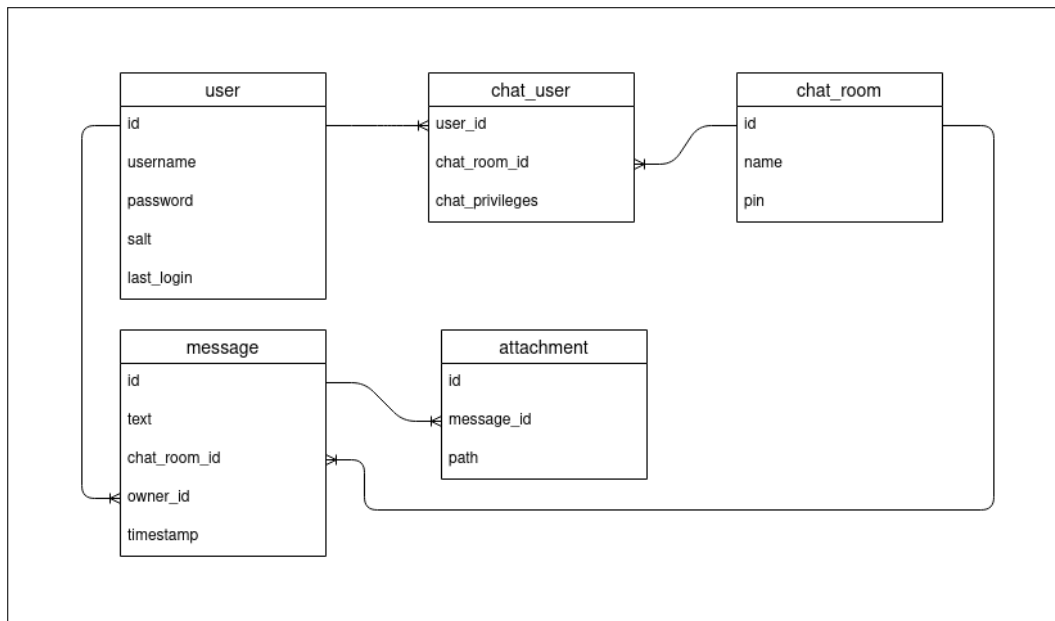 user
id
username
password
salt
last_login
chat_user
user_id
chat_room_id
chat_privileges
chat_room
id
name
pin
message
id
text
chat_room_id
owner_id
timestamp
attachment
id
message_id
path